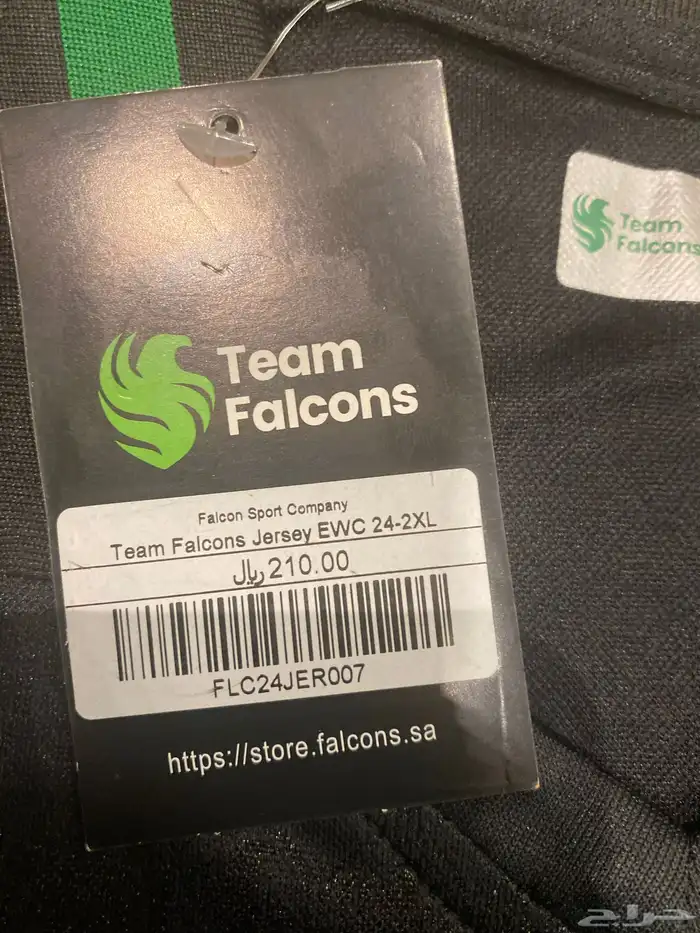 Team
Falcons
Team
Falcons
Falcon Sport Company
Team Falcons Jersey EWC 24-2XL
210.00 ريال
FLC24JER007
https://store.falcons.sa
حراج